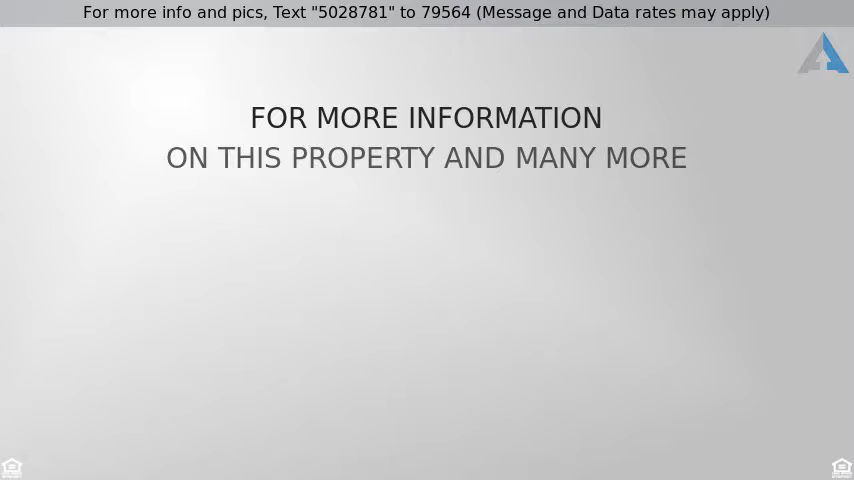 For more info and pics, Text "5028781" to 79564 (Message and Data rates may apply)
FOR MORE INFORMATION
ON THIS PROPERTY AND MANY MORE